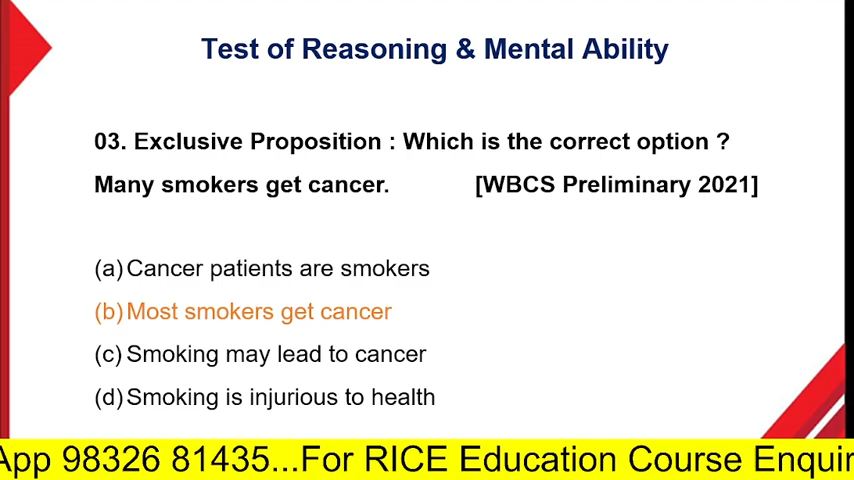 Test of Reasoning & Mental Ability
03. Exclusive Proposition : Which is the correct option ?
Many smokers get cancer. [WBCS Preliminary 2021]
(a) Cancer patients are smokers
(b) Most smokers get cancer
(c) Smoking may lead to cancer
(d) Smoking is injurious to health
App 98326 81435...For RICE Education Course Enquir